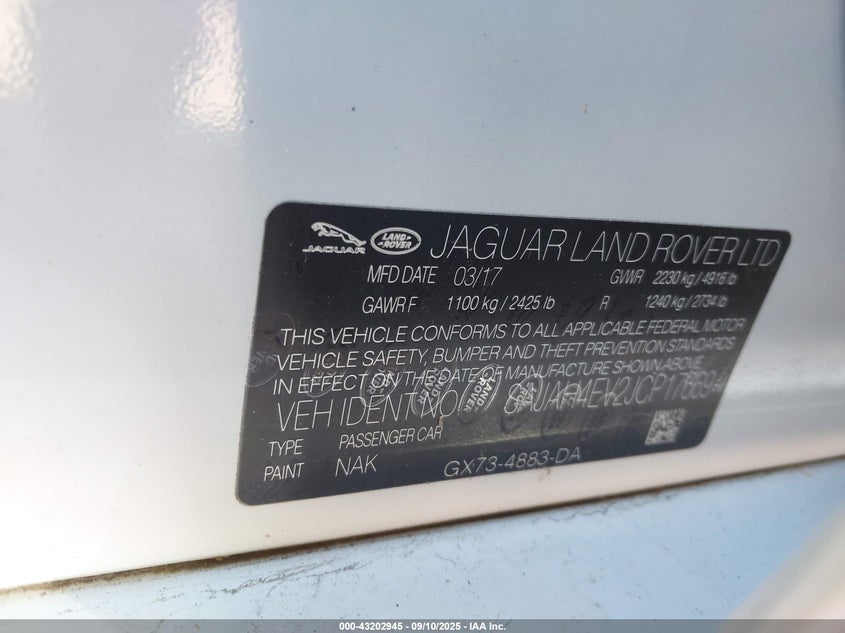 JAGUAR LAND ROVER JAGUAR LAND ROVER LTD
MFD DATE 03/17 GVWR 2230 kg / 4916 lb
GAWR F 1100 kg / 2425 lb R 1240 kg / 2734 lb
THIS VEHICLE CONFORMS TO ALL APPLICABLE FEDERAL MOTOR
VEHICLE SAFETY, BUMPER AND THEFT PREVENTION STANDARDS
IN EFFECT ON THE DATE OF MANUFACTURE SHOWN ABOVE.
VEH IDENT NO.
TYPE PASSENGER CAR
PAINT NAK GX73-4883-DA
000-43202945 - 09/10/2025 - IAA Inc.